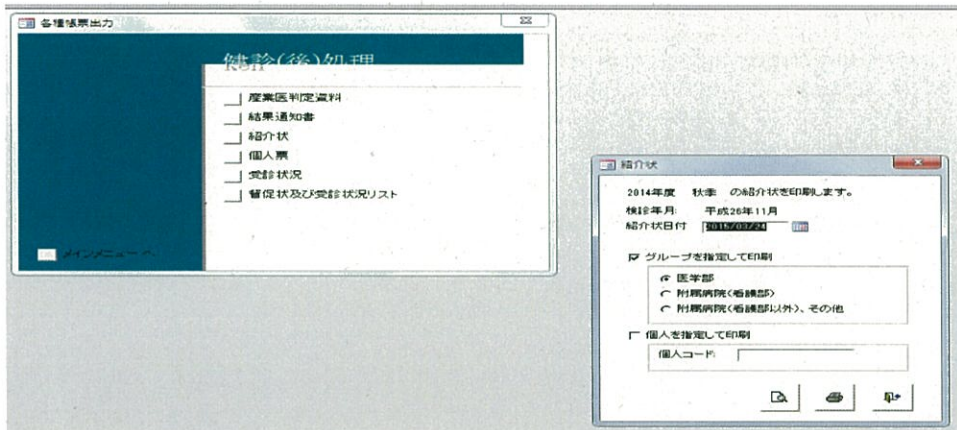 各種帳票出力
健診(後)処理
産業医判定資料
結果通知書
紹介状
個人票
受診状況
督促状及び受診状況リスト
メインメニューへ
紹介状
2014年度 秋季 の紹介状を印刷します。
検診年月: 平成26年11月
紹介状日付 2015/03/24
グループを指定して印刷
医学部
附属病院(看護部)
附属病院(看護部以外)、その他
個人を指定して印刷
個人コード: